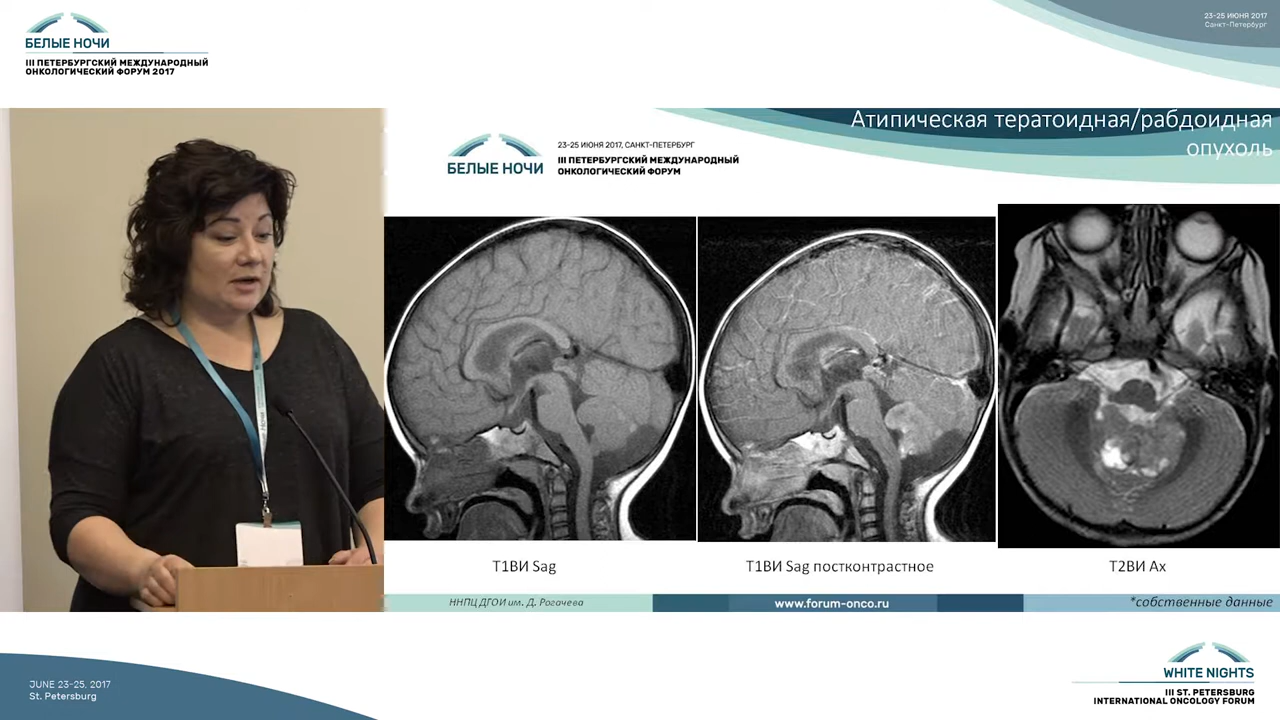 БЕЛЫЕ НОЧИ
III ПЕТЕРБУРГСКИЙ МЕЖДУНАРОДНЫЙ
ОНКОЛОГИЧЕСКИЙ ФОРУМ 2017
23-25 ИЮНЯ 2017
Санкт-Петербург
Атипическая тератоидная/рабдоидная
опухоль
БЕЛЫЕ НОЧИ
23-25 ИЮНЯ 2017, САНКТ-ПЕТЕРБУРГ
III ПЕТЕРБУРГСКИЙ МЕЖДУНАРОДНЫЙ
ОНКОЛОГИЧЕСКИЙ ФОРУМ
Т1ВИ Sag
Т1ВИ Sag постконтрастное
Т2ВИ Ax
ННПЦ ДГОИ им. Д. Рогачева
www.forum-onco.ru
*собственные данные
JUNE 23-25, 2017
St. Petersburg
WHITE NIGHTS
III ST. PETERSBURG
INTERNATIONAL ONCOLOGY FORUM